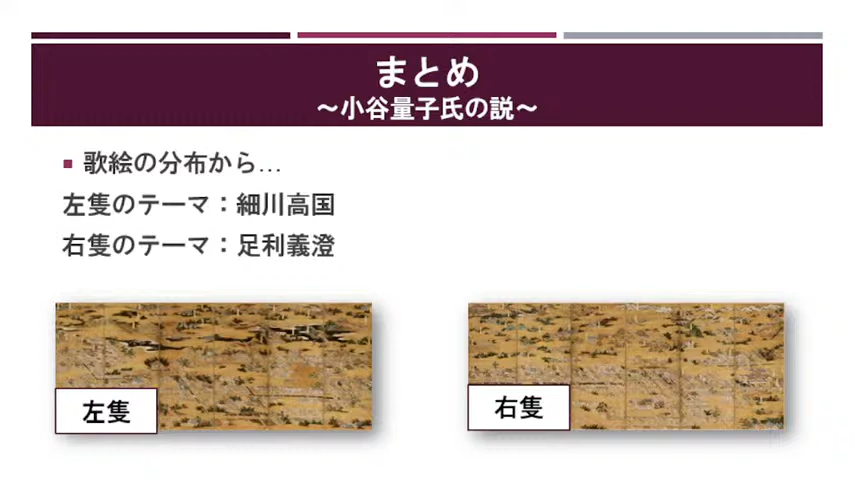 まとめ
～小谷量子氏の説～
歌絵の分布から…
左隻のテーマ：細川高国
右隻のテーマ：足利義澄
左隻
右隻